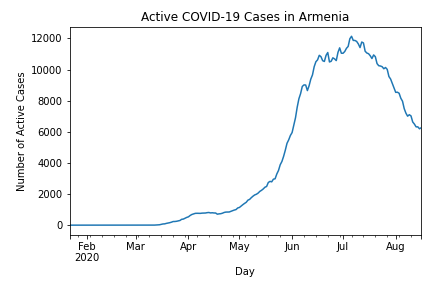 Active COVID-19 Cases in Armenia
Number of Active Cases
12000
10000
8000
6000
4000
2000
0
Feb Mar Apr May Jun Jul Aug
2020
Day